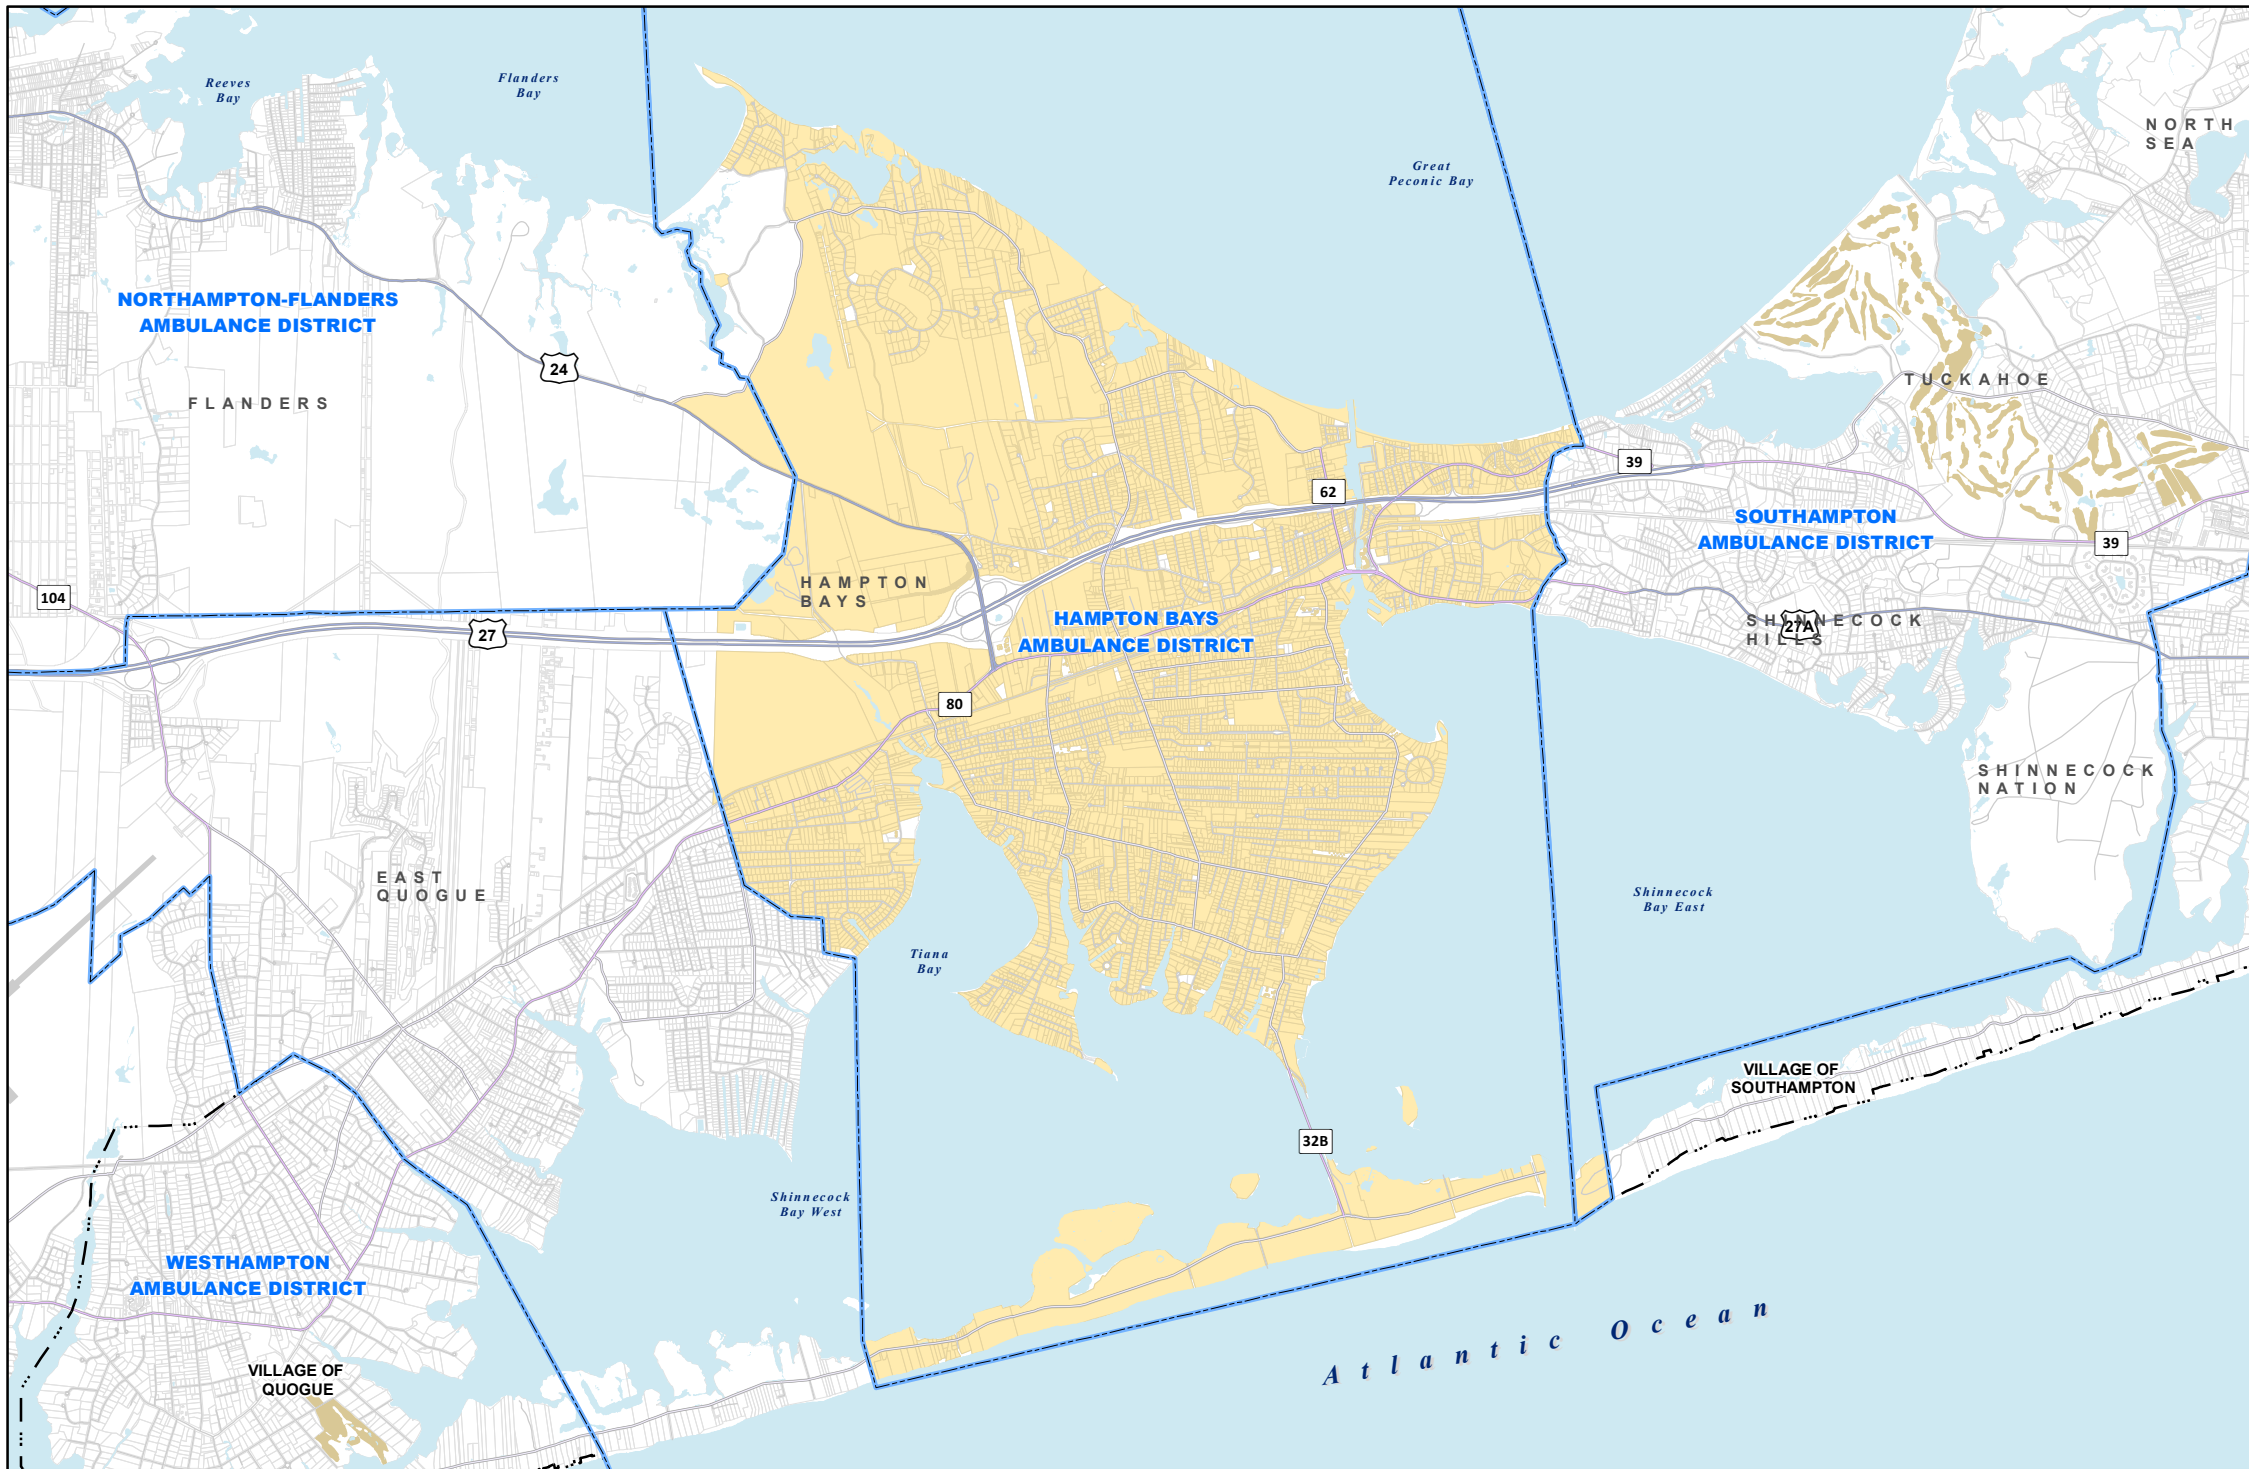 Reeves
Bay
Flanders
Bay
Great
Peconic Bay
NORTH
SEA
NORTHAMPTON-FLANDERS
AMBULANCE DISTRICT
24
FLANDERS
TUCKAHOE
39
62
SOUTHAMPTON
AMBULANCE DISTRICT
39
HAMPTON
BAYS
104
27
HAMPTON BAYS
AMBULANCE DISTRICT
SHINNECOCK
HILLS
27A
80
SHINNECOCK
NATION
EAST
QUOGUE
Shinnecock
Bay East
Tiana
Bay
VILLAGE OF
SOUTHAMPTON
32B
Shinnecock
Bay West
WESTHAMPTON
AMBULANCE DISTRICT
Atlantic Ocean
VILLAGE OF
QUOGUE